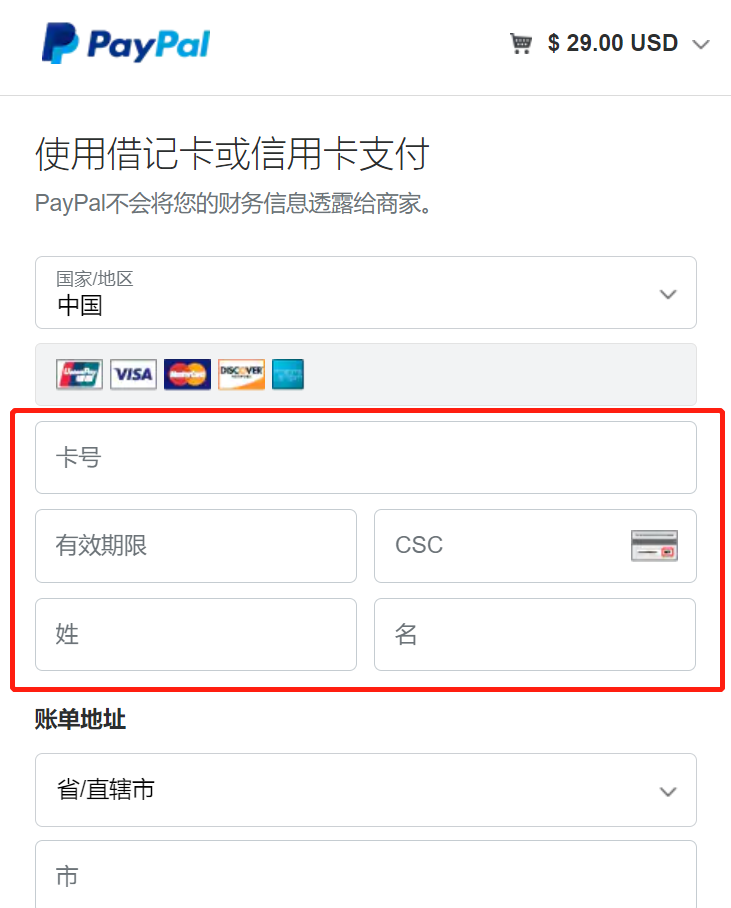 PayPal
$ 29.00 USD
使用借记卡或信用卡支付
PayPal不会将您的财务信息透露给商家。
国家/地区
中国
UnionPay VISA MasterCard DISCOVER
卡号
有效期限
CSC
姓
名
账单地址
省/直辖市
市